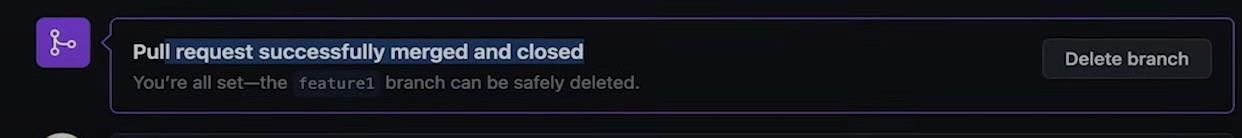 Pull request successfully merged and closed
Delete branch
You're all set—the feature1 branch can be safely deleted.